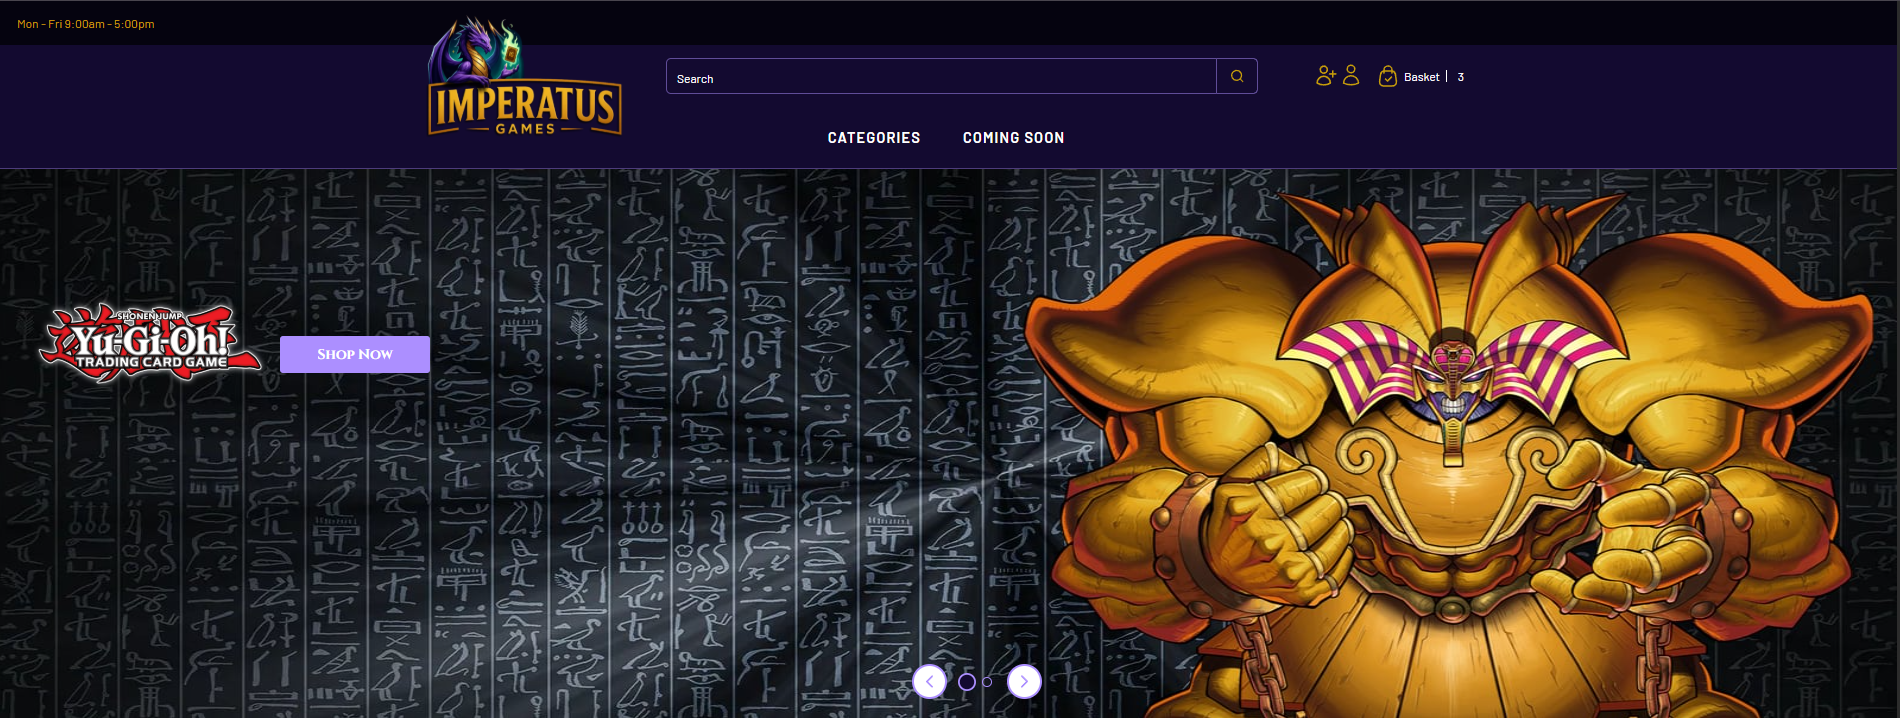 Mon - Fri 9:00am - 5:00pm
IMPERATUS
GAMES
Search
Basket | 3
CATEGORIES
COMING SOON
SHONEN JUMP
Yu-Gi-Oh!
TRADING CARD GAME
Shop Now